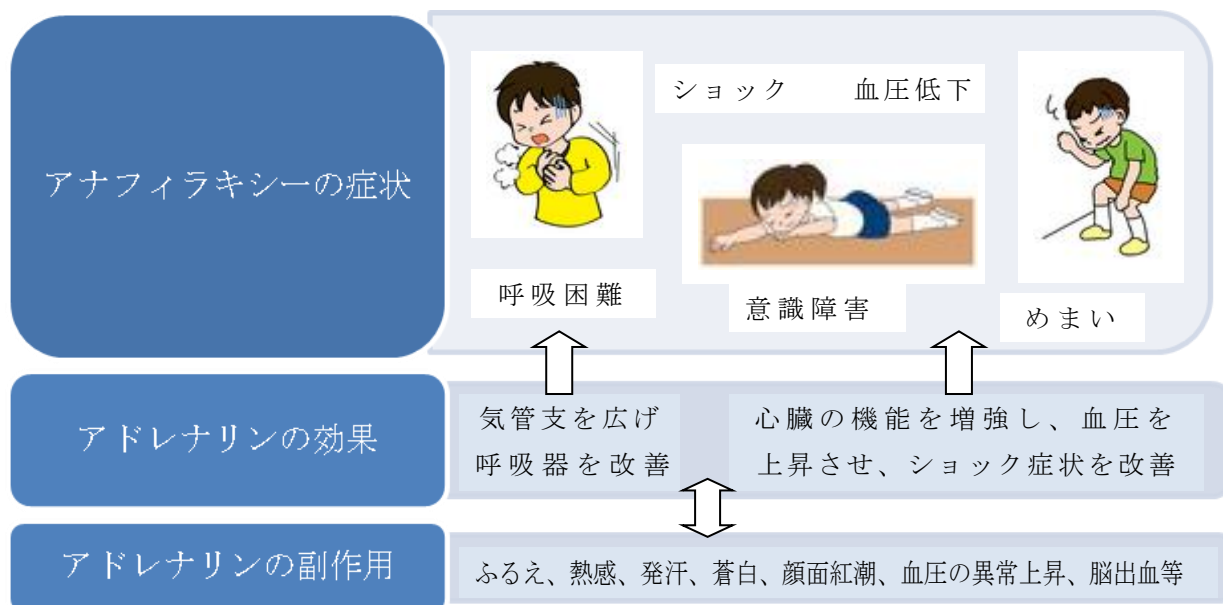 アナフィラキシーの症状
ショック 血圧低下
呼吸困難
意識障害
めまい
アドレナリンの効果
気管支を広げ
呼吸器を改善
心臓の機能を増強し、血圧を
上昇させ、ショック症状を改善
アドレナリンの副作用
ふるえ、熱感、発汗、蒼白、顔面紅潮、血圧の異常上昇、脳出血等